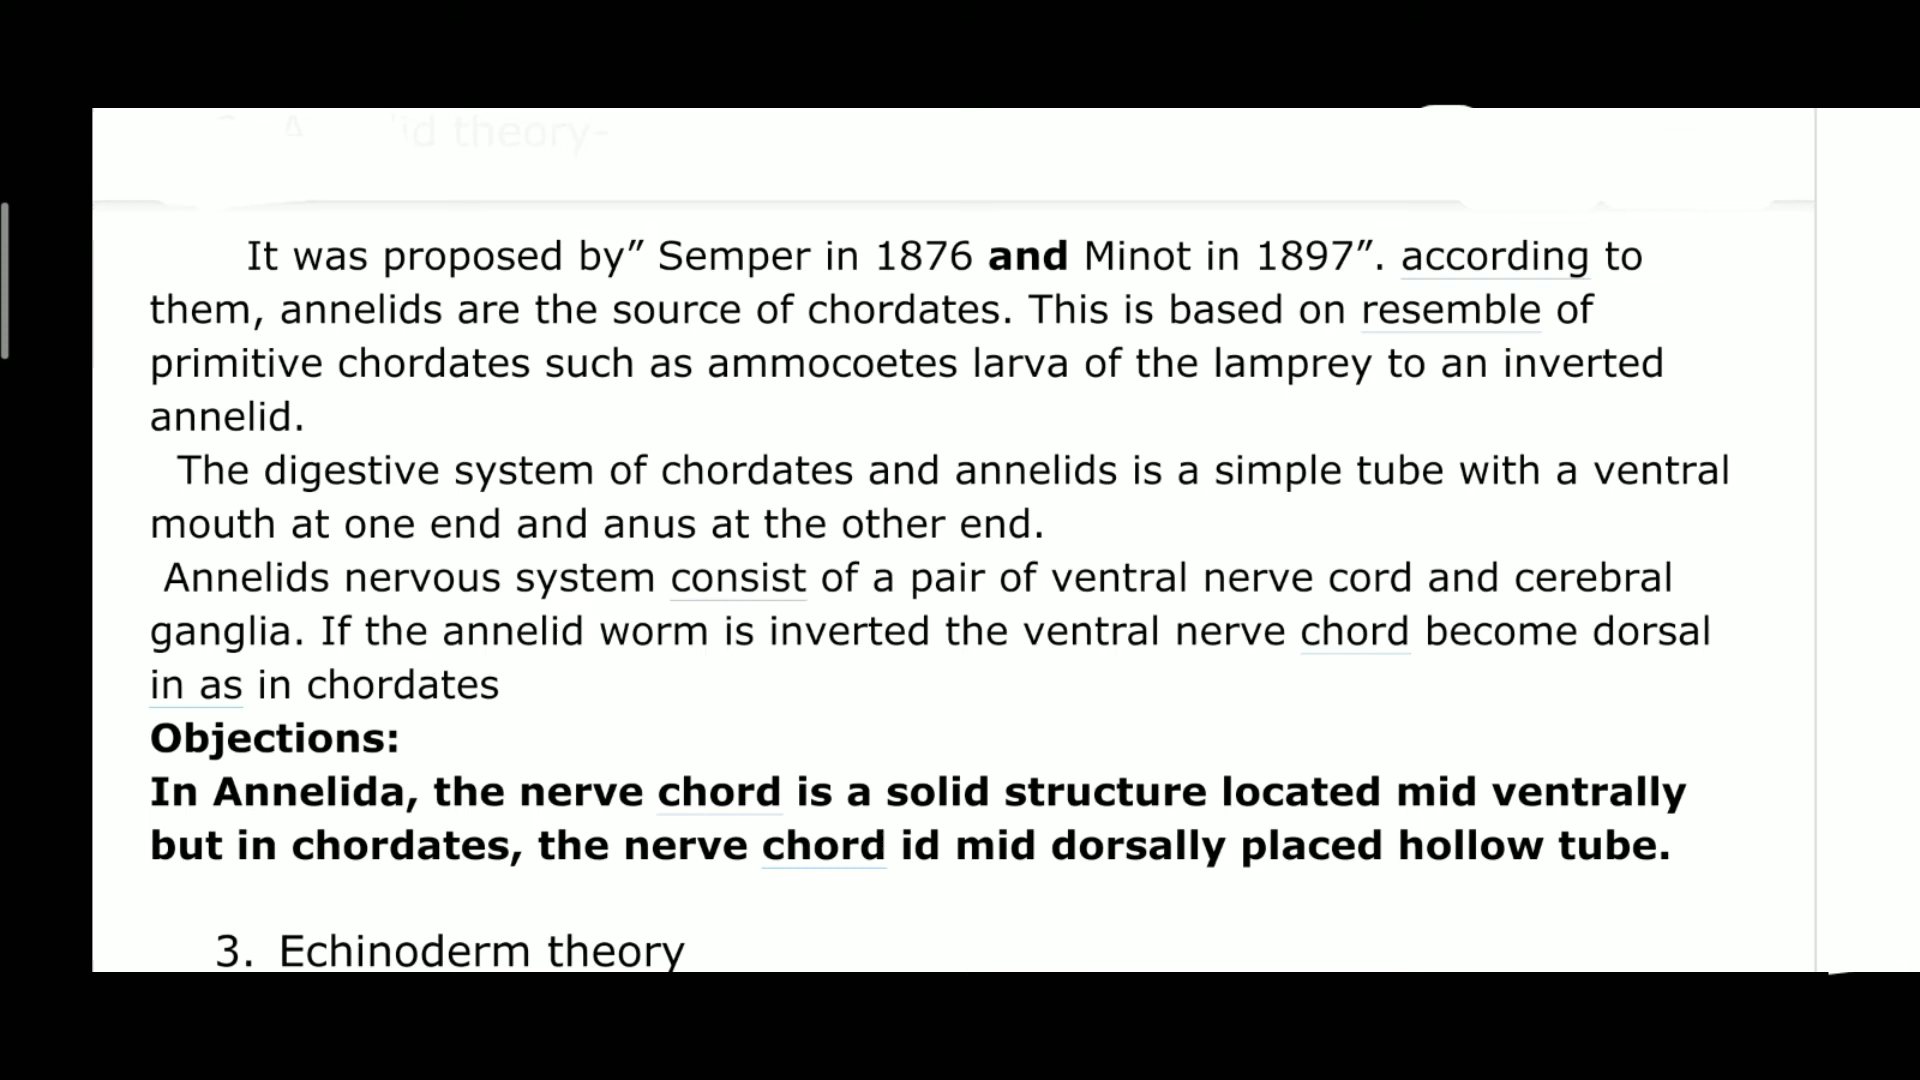 theory-
It was proposed by” Semper in 1876 and Minot in 1897”. according to
them, annelids are the source of chordates. This is based on resemble of
primitive chordates such as ammocoetes larva of the lamprey to an inverted
annelid.
The digestive system of chordates and annelids is a simple tube with a ventral
mouth at one end and anus at the other end.
Annelids nervous system consist of a pair of ventral nerve cord and cerebral
ganglia. If the annelid worm is inverted the ventral nerve chord become dorsal
in as in chordates
Objections:
In Annelida, the nerve chord is a solid structure located mid ventrally
but in chordates, the nerve chord id mid dorsally placed hollow tube.
3. Echinoderm theory